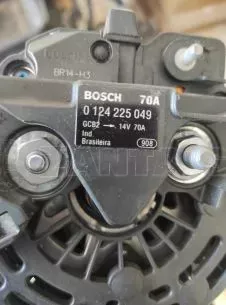 BR14-H3
BOSCH 70A
0 124 225 049
GCB2 → 14V 70A
Ind
Brasileira 908